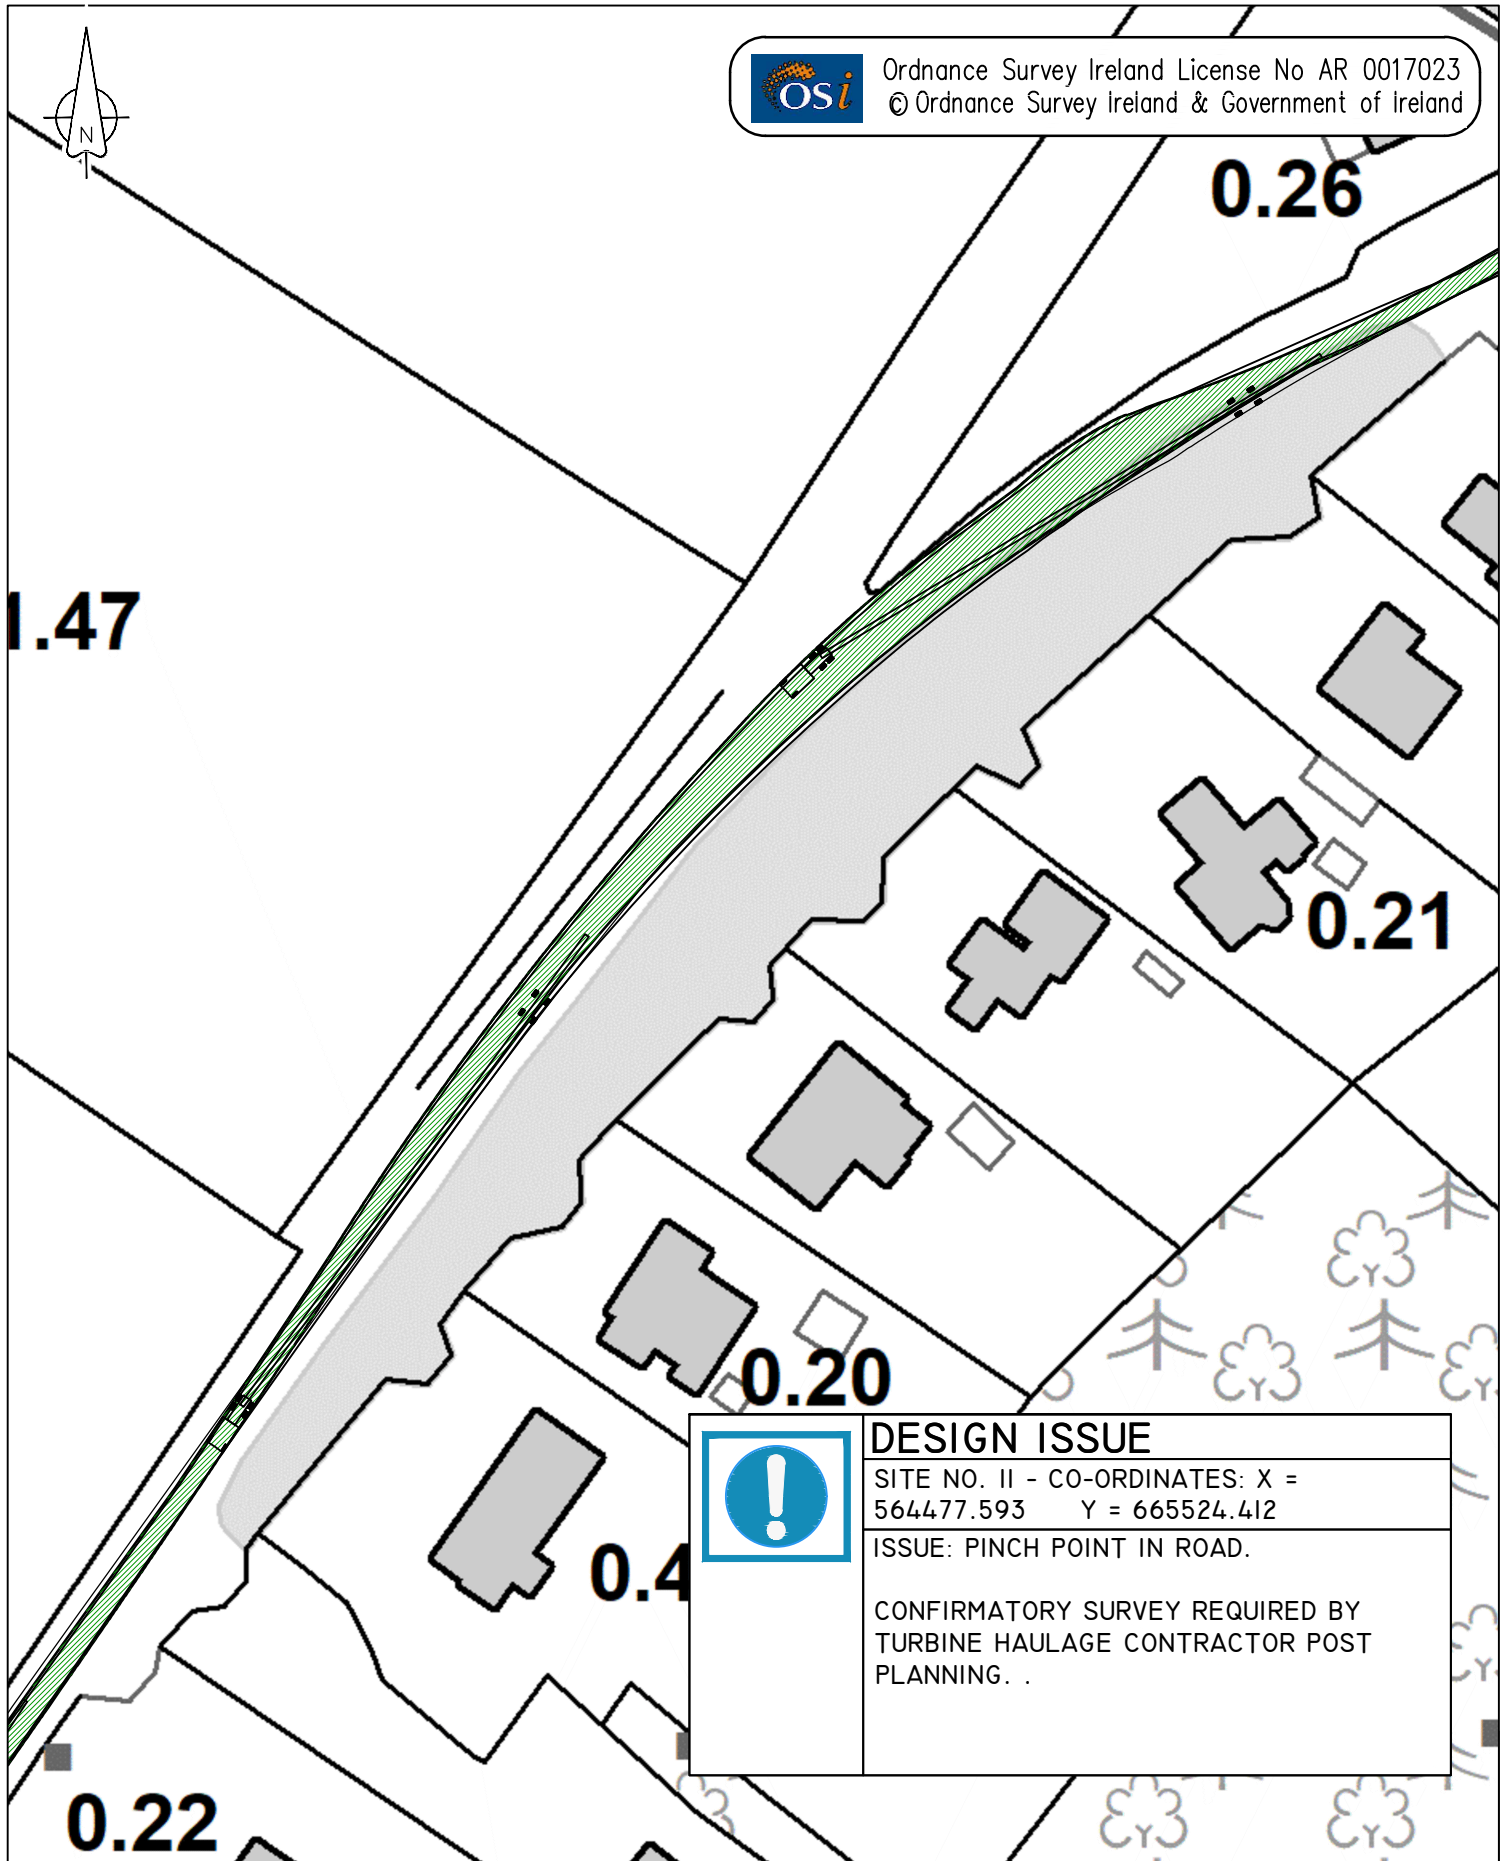 N
OSi
Ordnance Survey Ireland License No AR 0017023
© Ordnance Survey Ireland & Government of Ireland
0.26
1.47
0.21
0.20
0.4
0.22
DESIGN ISSUE
SITE NO. 11 - CO-ORDINATES: X =
564477.593 Y = 665524.412
ISSUE: PINCH POINT IN ROAD.
CONFIRMATORY SURVEY REQUIRED BY
TURBINE HAULAGE CONTRACTOR POST
PLANNING. .